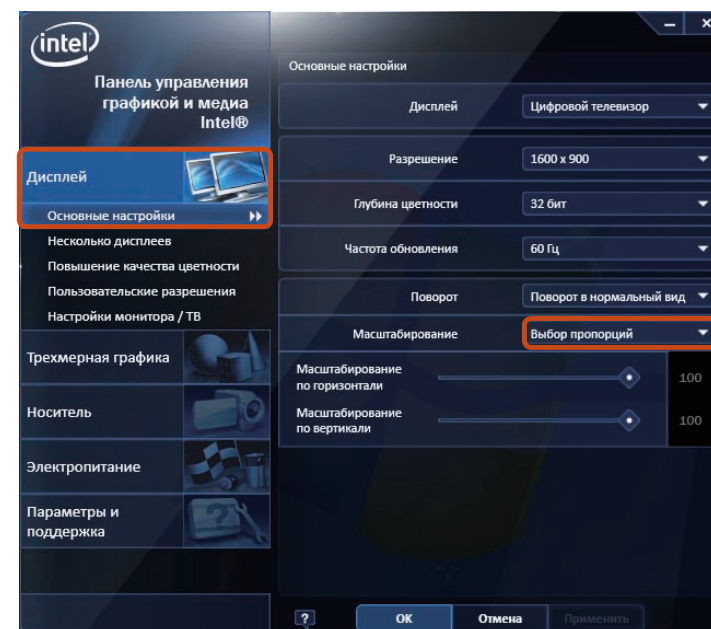 intel
Панель управления
графикой и медиа
Intel®
Дисплей
Основные настройки
Несколько дисплеев
Повышение качества цветности
Пользовательские разрешения
Настройки монитора / ТВ
Трехмерная графика
Носитель
Электропитание
Параметры и
поддержка
Основные настройки
Дисплей Цифровой телевизор
Разрешение 1600 x 900
Глубина цветности 32 бит
Частота обновления 60 Гц
Поворот Поворот в нормальный вид
Масштабирование Выбор пропорций
Масштабирование
по горизонтали 100
Масштабирование
по вертикали 100
? ОК Отмена Применить